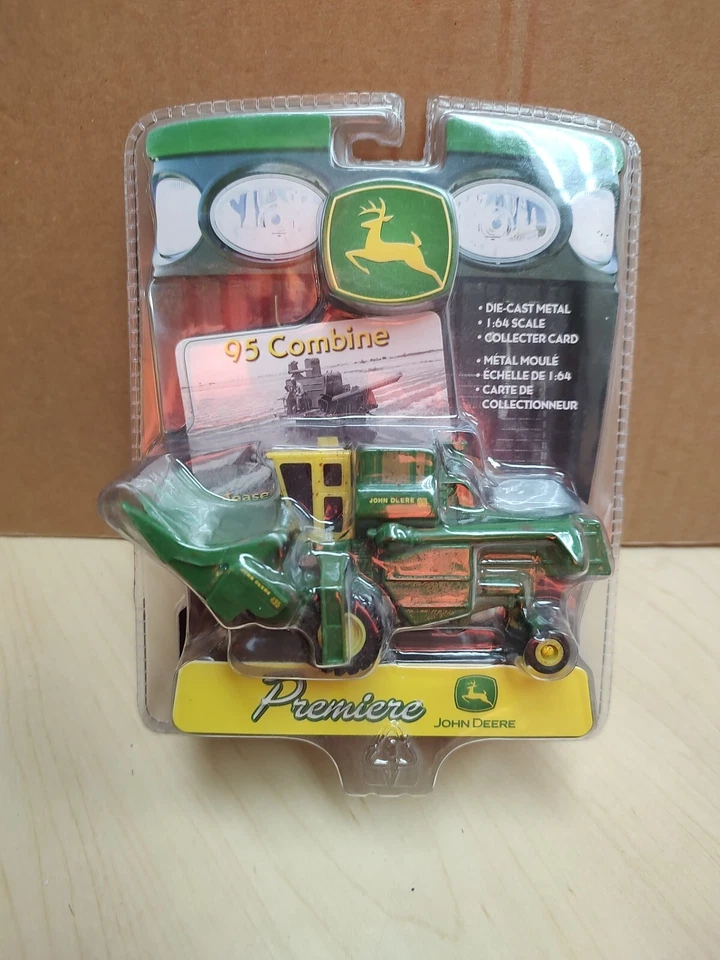 • DIE-CAST METAL
• 1:64 SCALE
• COLLECTER CARD
• MÉTAL MOULÉ
• ÉCHELLE DE 1:64
• CARTE DE
COLLECTIONNEUR
95 Combine
JOHN DEERE
Premiere
JOHN DEERE